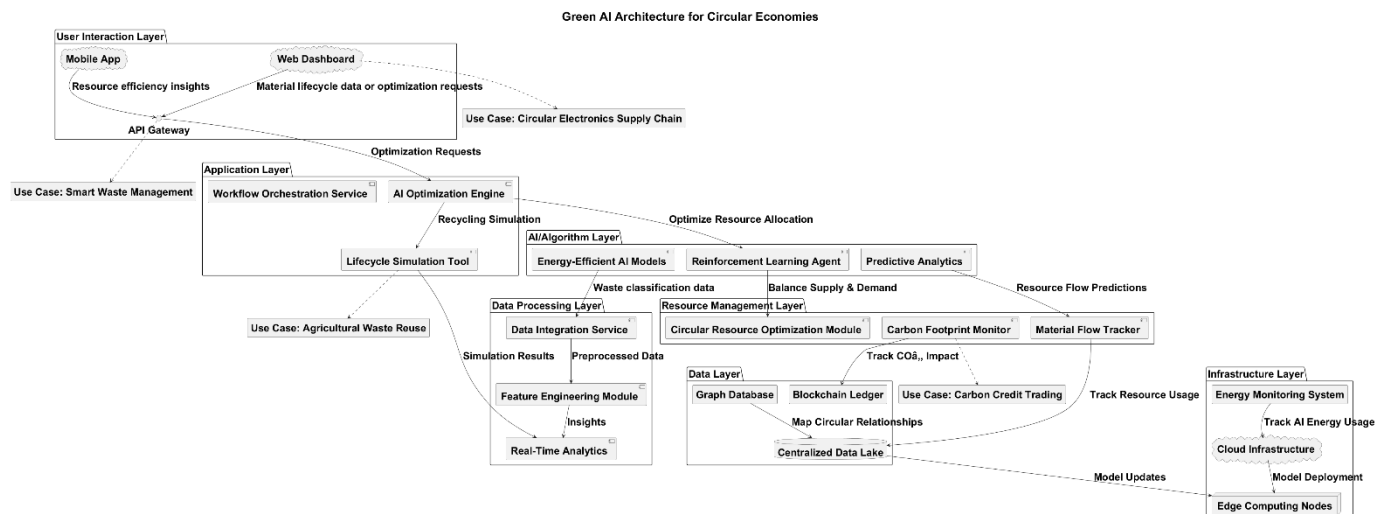 Green AI Architecture for Circular Economies
User Interaction Layer
Mobile App
Web Dashboard
Resource efficiency insights
Material lifecycle data or optimization requests
API Gateway
Use Case: Circular Electronics Supply Chain
Optimization Requests
Application Layer
Use Case: Smart Waste Management
Workflow Orchestration Service
AI Optimization Engine
Recycling Simulation
Optimize Resource Allocation
AI/Algorithm Layer
Lifecycle Simulation Tool
Energy-Efficient AI Models
Reinforcement Learning Agent
Predictive Analytics
Waste classification data
Balance Supply & Demand
Resource Flow Predictions
Data Processing Layer
Resource Management Layer
Use Case: Agricultural Waste Reuse
Data Integration Service
Circular Resource Optimization Module
Carbon Footprint Monitor
Material Flow Tracker
Simulation Results
Preprocessed Data
Track COâ‚‚ Impact
Data Layer
Infrastructure Layer
Feature Engineering Module
Graph Database
Blockchain Ledger
Use Case: Carbon Credit Trading
Track Resource Usage
Energy Monitoring System
Insights
Map Circular Relationships
Track AI Energy Usage
Real-Time Analytics
Centralized Data Lake
Cloud Infrastructure
Model Updates
Model Deployment
Edge Computing Nodes